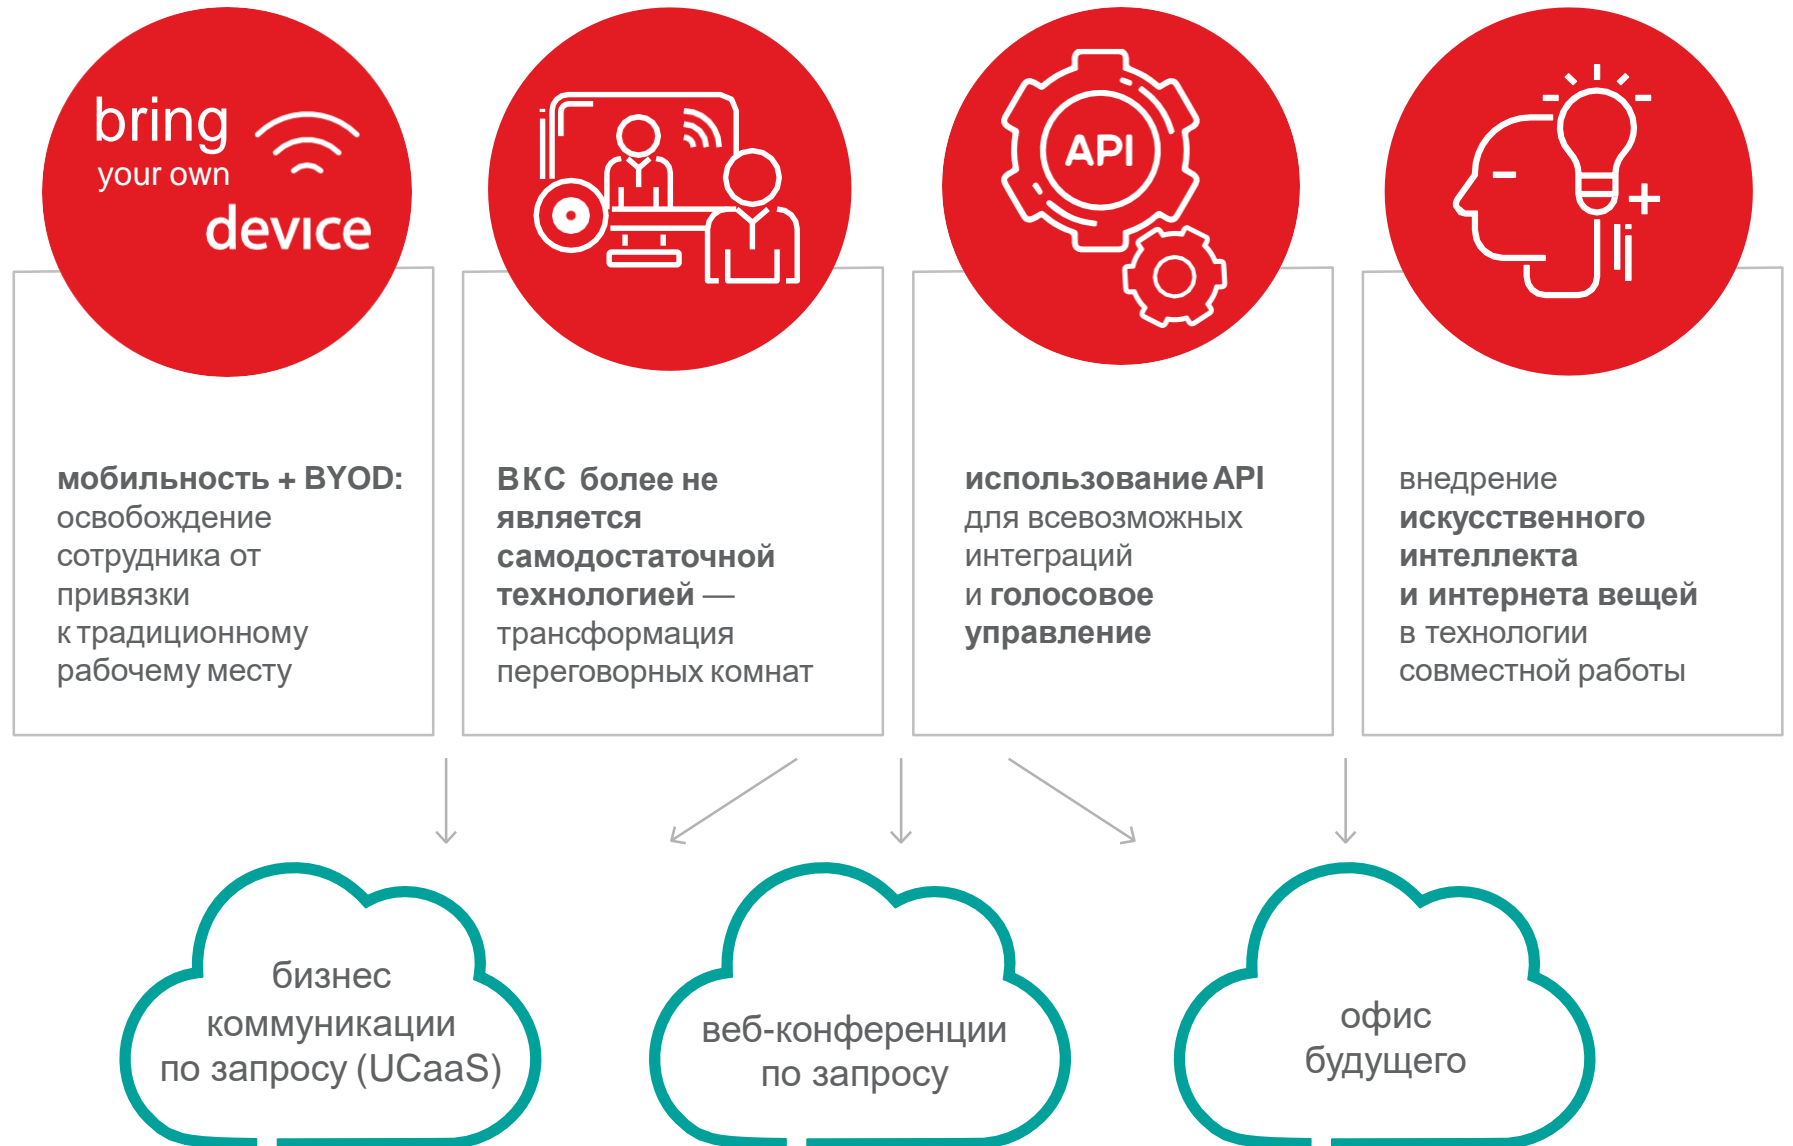 bring
your own
device
API
мобильность + BYOD:
освобождение
сотрудника от
привязки
к традиционному
рабочему месту
ВКС более не
является
самодостаточной
технологией —
трансформация
переговорных комнат
использование API
для всевозможных
интеграций
и голосовое
управление
внедрение
искусственного
интеллекта
и интернета вещей
в технологии
совместной работы
бизнес
коммуникации
по запросу (UCaaS)
веб-конференции
по запросу
офис
будущего